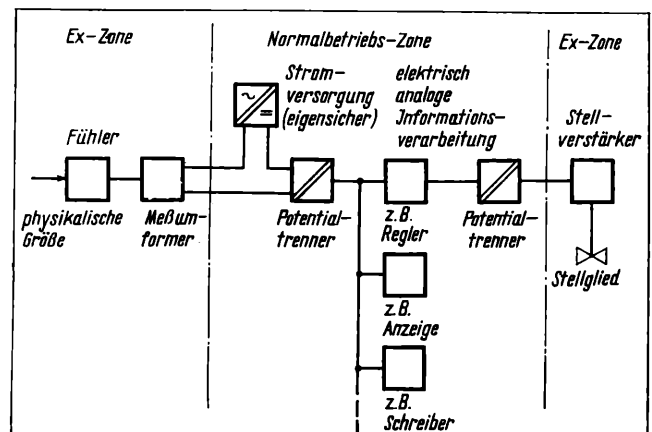 Ex-Zone
Normalbetriebs-Zone
Ex-Zone
Strom-
versorgung
(eigensicher)
elektrisch
analoge
Informations-
verarbeitung
Stell-
verstärker
Fühler
physikalische
Größe
Meßum-
former
Potential-
trenner
z.B.
Regler
Potential-
trenner
Stellglied
z.B.
Anzeige
z.B.
Schreiber